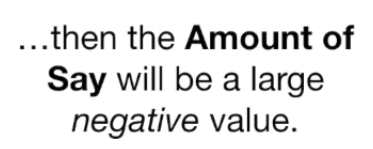 ...then the Amount of
Say will be a large
negative value.